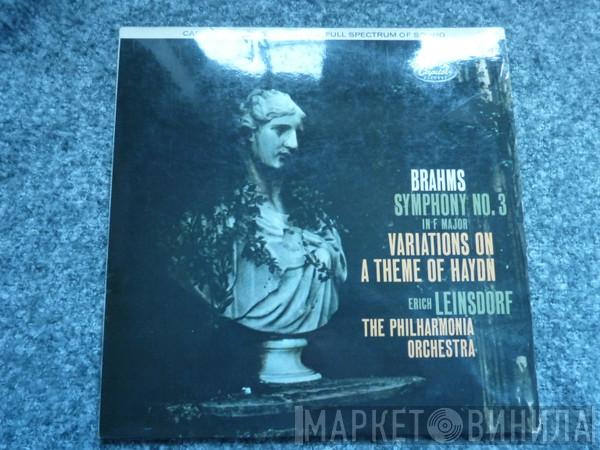 FULL SPECTRUM OF SOUND
Capitol
BRAHMS
SYMPHONY NO. 3
IN F MAJOR
VARIATIONS ON
A THEME OF HAYDN
ERICH LEINSDORF
THE PHILHARMONIA
ORCHESTRA
МАРКЕТ ВИНИЛА